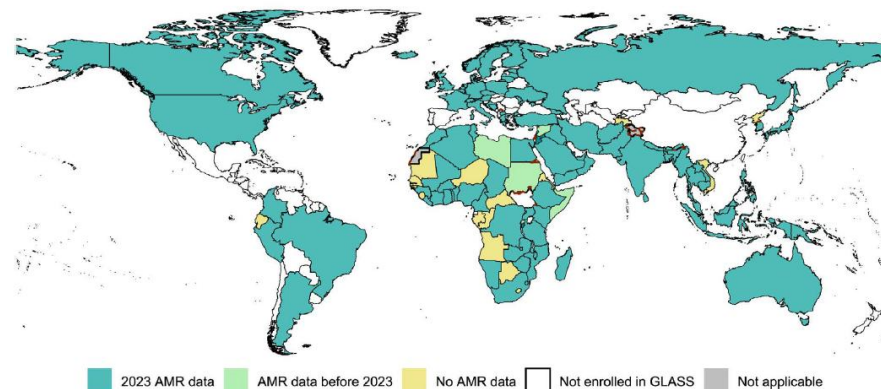 2023 AMR data AMR data before 2023 No AMR data Not enrolled in GLASS Not applicable